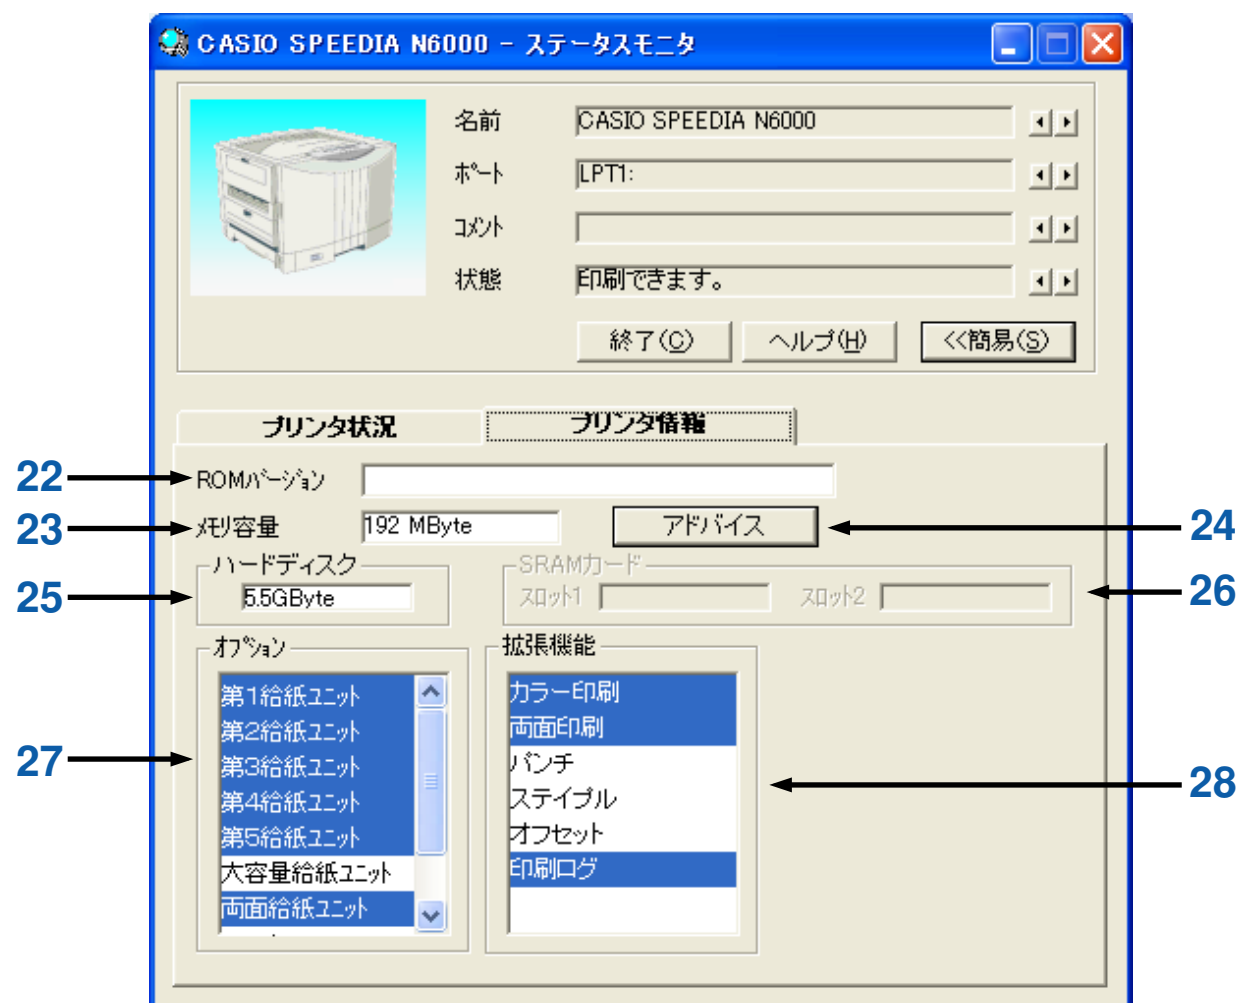 CASIO SPEEDIA N6000 - ステータスモニタ
名前 CASIO SPEEDIA N6000
ポート LPT1:
コメント
状態 印刷できます。
終了(C) ヘルプ(H) <<簡易(S)
プリンタ状況 プリンタ情報
22 ROMバージョン
23 メモリ容量 192 MByte アドバイス 24
ハードディスク SRAMカード
25 5.5GByte スロット1 スロット2 26
オプション 拡張機能
第1給紙ユニット カラー印刷
第2給紙ユニット 両面印刷
27 第3給紙ユニット パンチ 28
第4給紙ユニット ステイプル
第5給紙ユニット オフセット
大容量給紙ユニット 印刷ログ
両面給紙ユニット